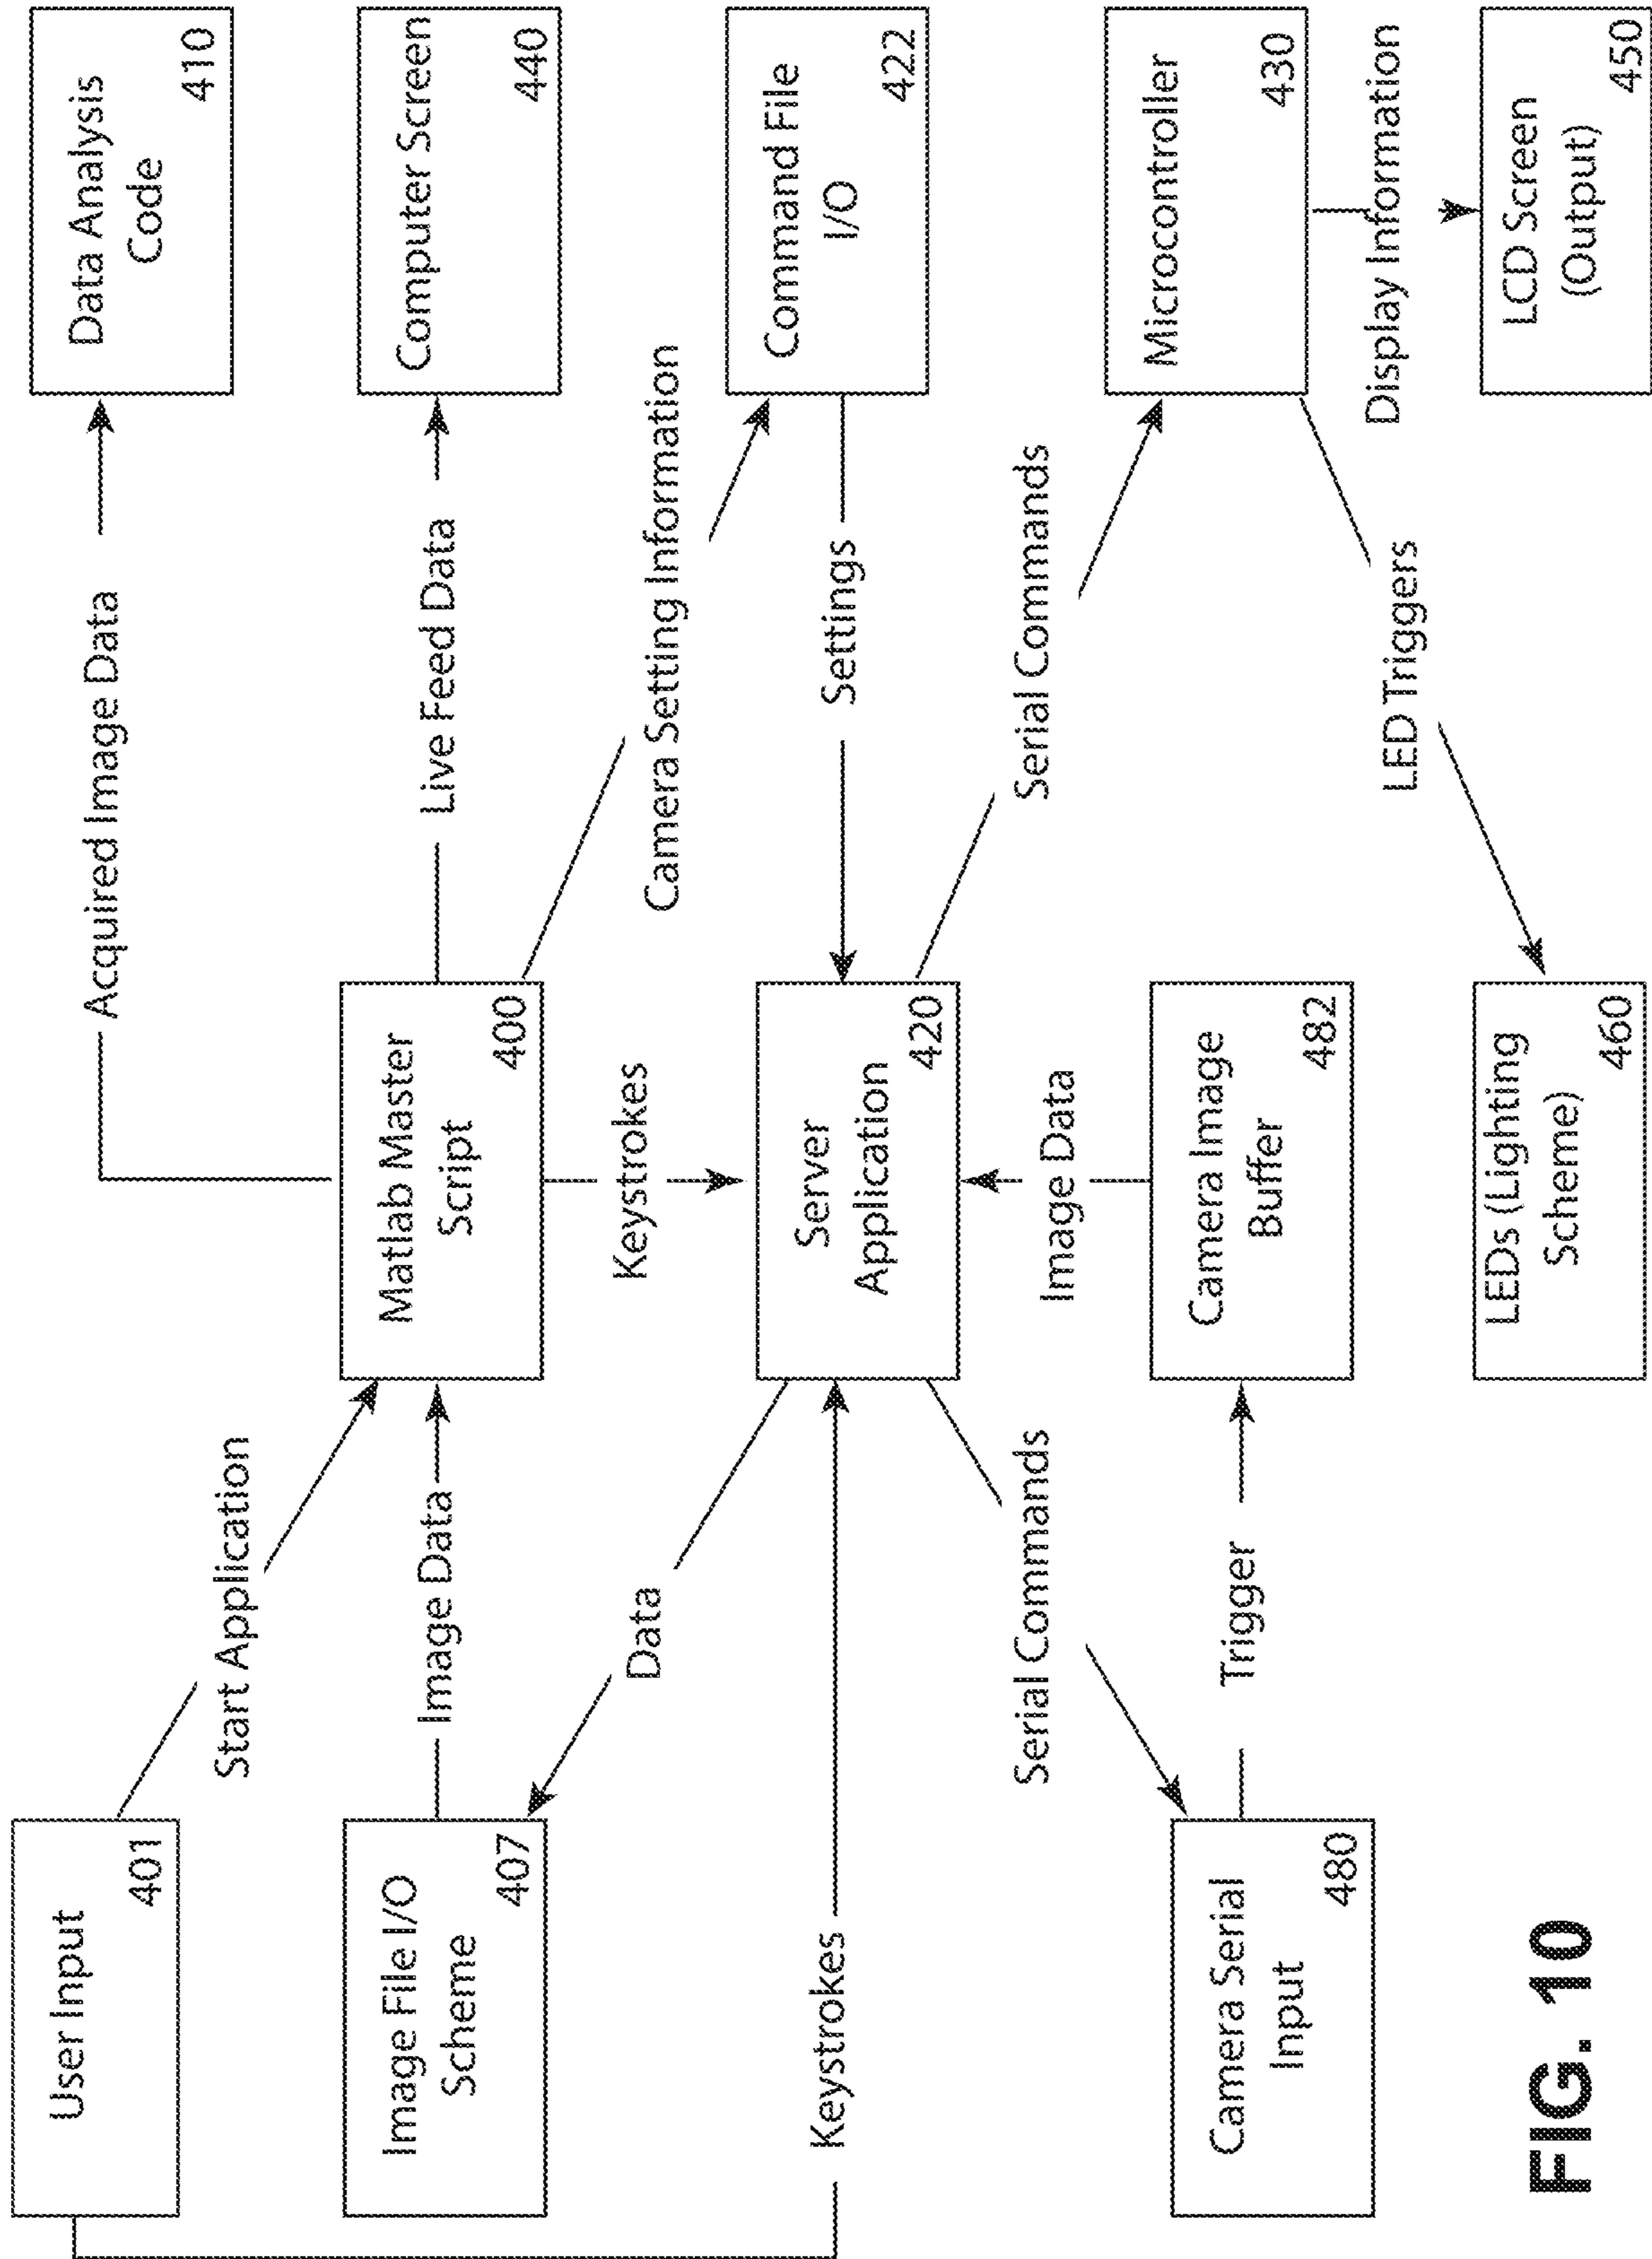 User Input
401
Start Application
Acquired Image Data
Data Analysis
Code
410
Image File I/O
Scheme
407
Image Data
Matlab Master
Script
400
Live Feed Data
Computer Screen
440
Data
Keystrokes
Camera Setting Information
Keystrokes
Server
Application
420
Settings
Command File
I/O
422
Serial Commands
Image Data
Serial Commands
Camera Serial
Input
480
Trigger
Camera Image
Buffer
482
Microcontroller
430
LED Triggers
Display Information
LEDs (Lighting
Scheme)
460
LCD Screen
(Output)
450
FIG. 10